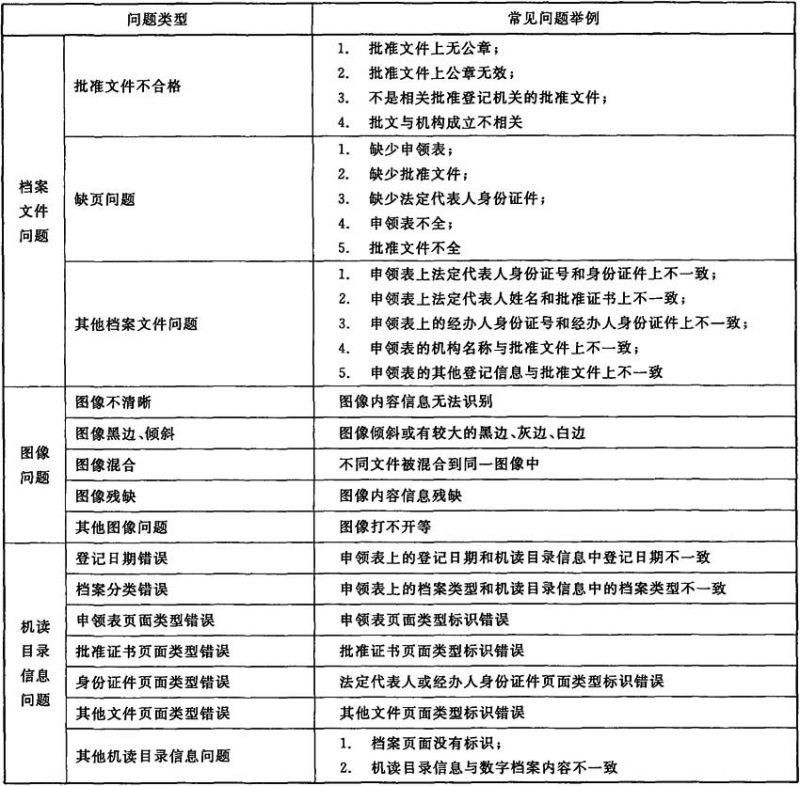 问题类型 常见问题举例
档案文件问题
批准文件不合格
1. 批准文件上无公章；
2. 批准文件上公章无效；
3. 不是相关批准登记机关的批准文件；
4. 批文与机构成立不相关
缺页问题
1. 缺少申领表；
2. 缺少批准文件；
3. 缺少法定代表人身份证件；
4. 申领表不全；
5. 批准文件不全
其他档案文件问题
1. 申领表上法定代表人身份证号和身份证件上不一致；
2. 申领表上法定代表人姓名和批准证书上不一致；
3. 申领表上的经办人身份证号和经办人身份证件上不一致；
4. 申领表的机构名称与批准文件上不一致；
5. 申领表的其他登记信息与批准文件上不一致
图像问题
图像不清晰 图像内容信息无法识别
图像黑边、倾斜 图像倾斜或有较大的黑边、灰边、白边
图像混合 不同文件被混合到同一图像中
图像残缺 图像内容信息残缺
其他图像问题 图像打不开等
机读目录信息问题
登记日期错误 申领表上的登记日期和机读目录信息中登记日期不一致
档案分类错误 申领表上的档案类型和机读目录信息中的档案类型不一致
申领表页面类型错误 申领表页面类型标识错误
批准证书页面类型错误 批准证书页面类型标识错误
身份证件页面类型错误 法定代表人或经办人身份证件页面类型标识错误
其他文件页面类型错误 其他文件页面类型标识错误
其他机读目录信息问题
1. 档案页面没有标识；
2. 机读目录信息与数字档案内容不一致